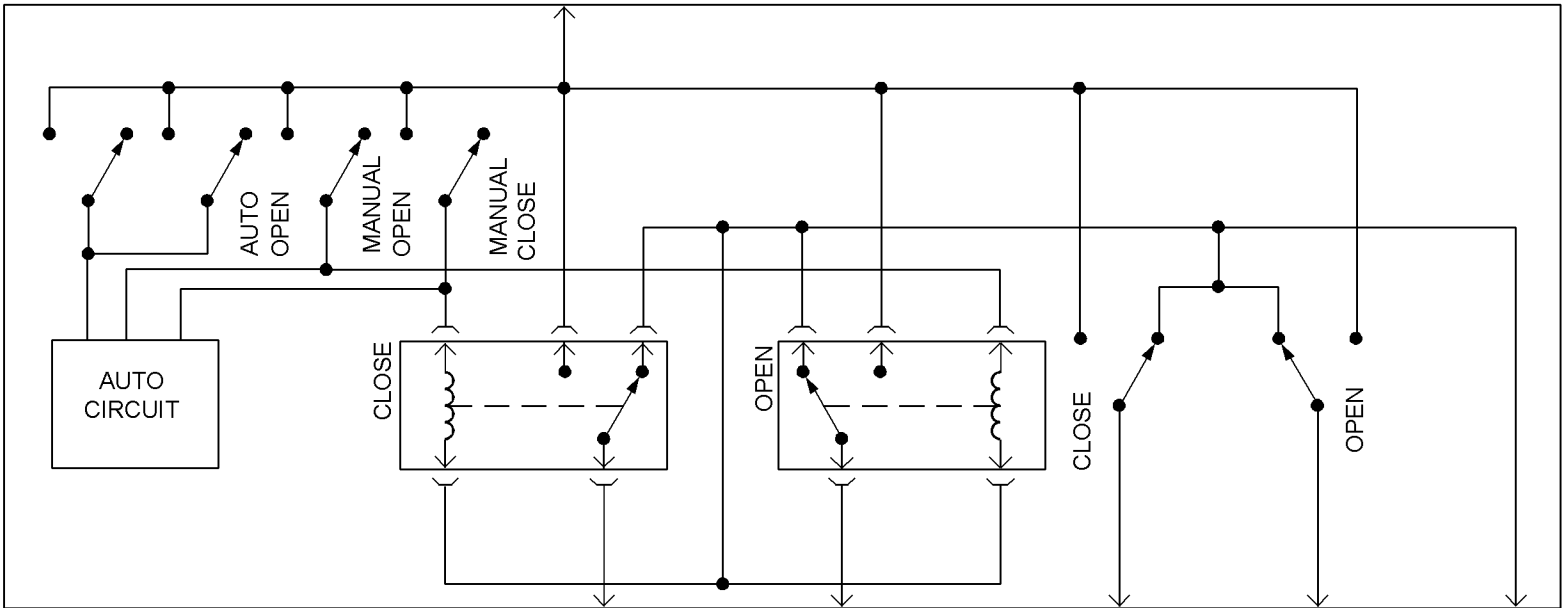 AUTO
OPEN
MANUAL
OPEN
MANUAL
CLOSE
AUTO
CIRCUIT
CLOSE
OPEN
CLOSE
OPEN